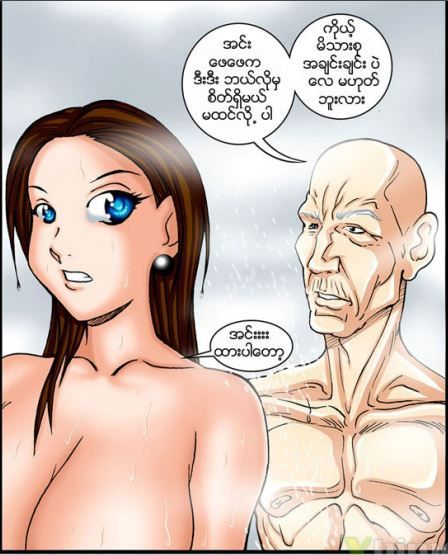 ကိုယ့်
မိသားစု
အချင်းချင်း ပဲ
လေ မဟုတ်
ဘူးလား
အင်း
ဖေဖေက
ဒီးဒီး ဘယ်လိုမှ
စိတ်ရှိမယ်
မထင်လို့ ပါ
အင်းးးးး
ထားပါတော့